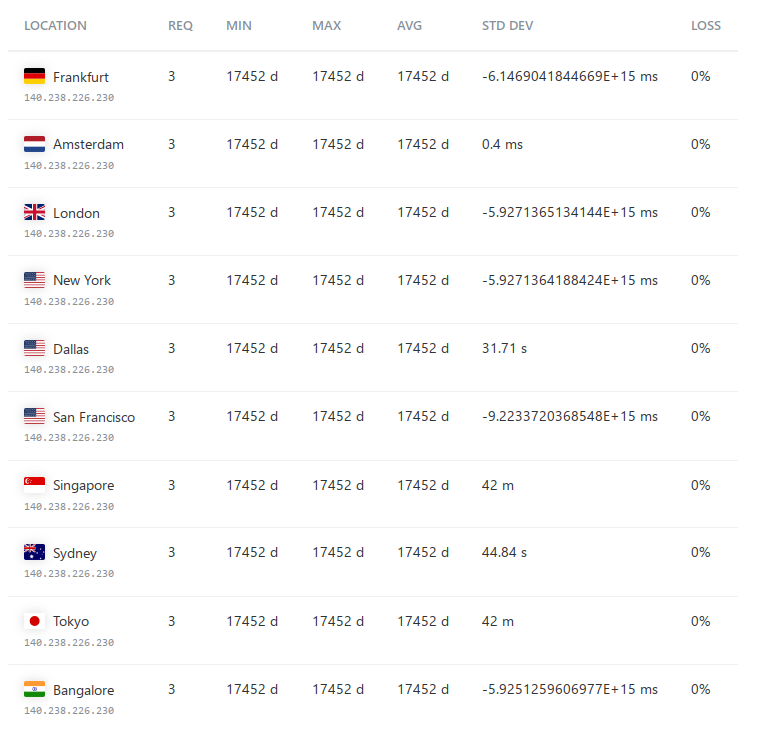 LOCATION REQ MIN MAX AVG STD DEV LOSS
Frankfurt 3 17452 d 17452 d 17452 d -6.1469041844669E+15 ms 0%
140.238.226.230
Amsterdam 3 17452 d 17452 d 17452 d 0.4 ms 0%
140.238.226.230
London 3 17452 d 17452 d 17452 d -5.9271365134144E+15 ms 0%
140.238.226.230
New York 3 17452 d 17452 d 17452 d -5.9271364188424E+15 ms 0%
140.238.226.230
Dallas 3 17452 d 17452 d 17452 d 31.71 s 0%
140.238.226.230
San Francisco 3 17452 d 17452 d 17452 d -9.2233720368548E+15 ms 0%
140.238.226.230
Singapore 3 17452 d 17452 d 17452 d 42 m 0%
140.238.226.230
Sydney 3 17452 d 17452 d 17452 d 44.84 s 0%
140.238.226.230
Tokyo 3 17452 d 17452 d 17452 d 42 m 0%
140.238.226.230
Bangalore 3 17452 d 17452 d 17452 d -5.9251259606977E+15 ms 0%
140.238.226.230